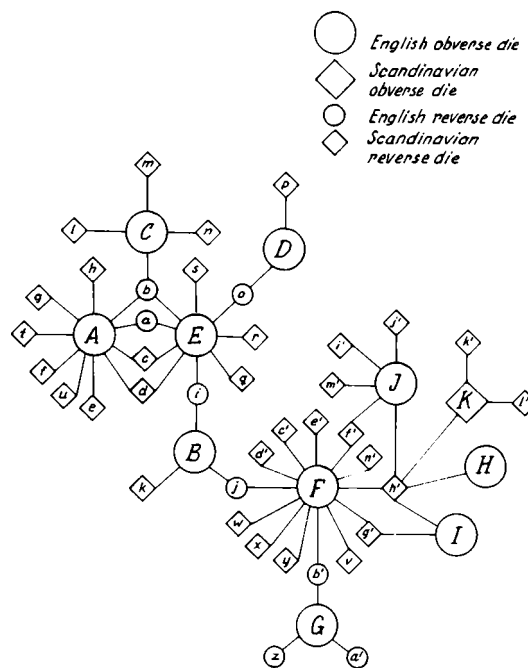 English obverse die
Scandinavian
obverse die
English reverse die
Scandinavian
reverse die
m
p
l
C
n
D
h
b
s
q
o
t
A
a
E
r
c
i'
j'
k'
f
d
q
m'
J
u
e
i
K
l'
c'
e'
f'
B
d'
n'
H
k
j
F
h'
w
g'
I
x
y
v
b'
G
z
a'